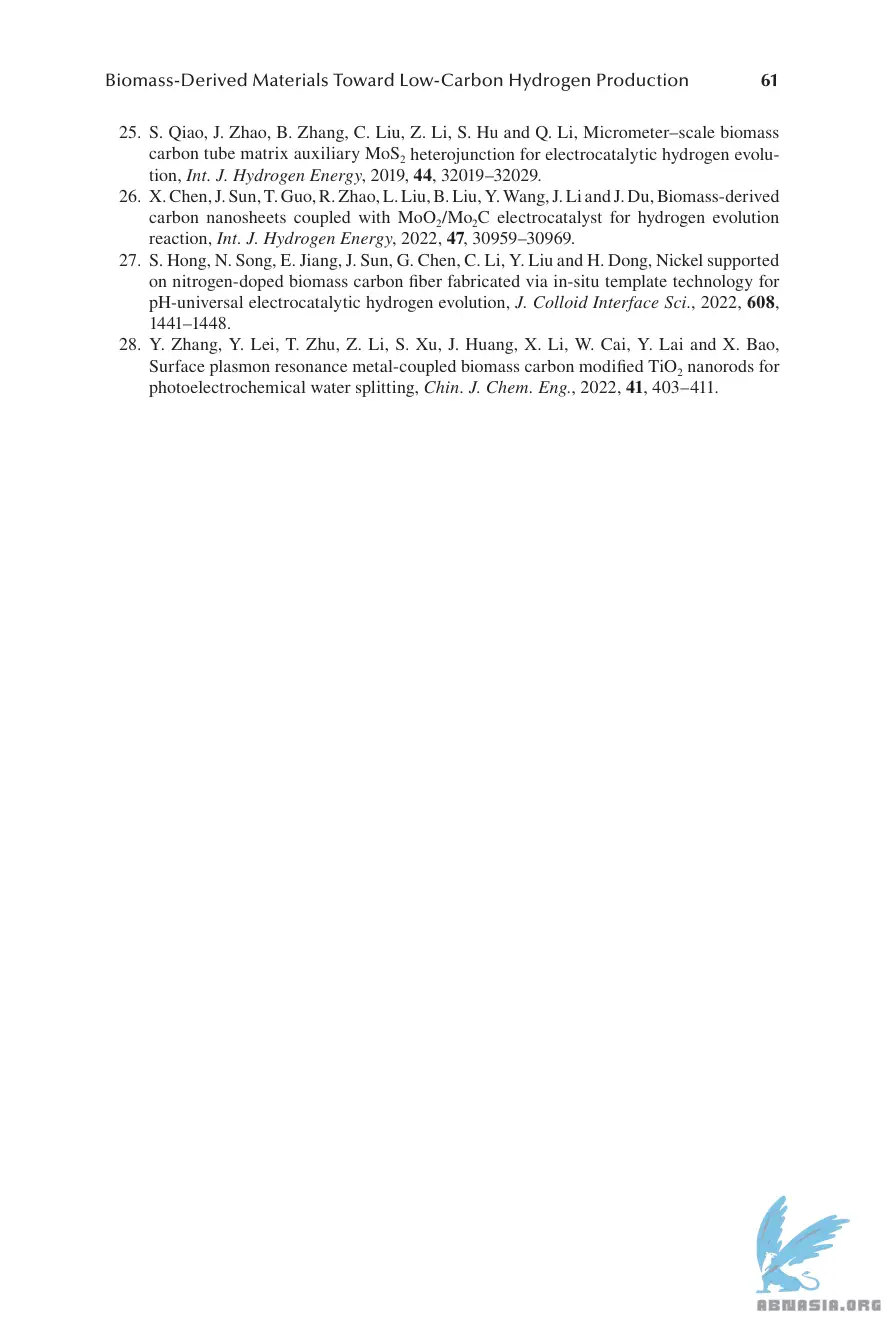 Biomass-Derived Materials Toward Low-Carbon Hydrogen Production 61
25. S. Qiao, J. Zhao, B. Zhang, C. Liu, Z. Li, S. Hu and Q. Li, Micrometer–scale biomass
carbon tube matrix auxiliary MoS2 heterojunction for electrocatalytic hydrogen evolu-
tion, Int. J. Hydrogen Energy, 2019, 44, 32019–32029.
26. X. Chen, J. Sun, T. Guo, R. Zhao, L. Liu, B. Liu, Y. Wang, J. Li and J. Du, Biomass-derived
carbon nanosheets coupled with MoO2/Mo2C electrocatalyst for hydrogen evolution
reaction, Int. J. Hydrogen Energy, 2022, 47, 30959–30969.
27. S. Hong, N. Song, E. Jiang, J. Sun, G. Chen, C. Li, Y. Liu and H. Dong, Nickel supported
on nitrogen-doped biomass carbon fiber fabricated via in-situ template technology for
pH-universal electrocatalytic hydrogen evolution, J. Colloid Interface Sci., 2022, 608,
1441–1448.
28. Y. Zhang, Y. Lei, T. Zhu, Z. Li, S. Xu, J. Huang, X. Li, W. Cai, Y. Lai and X. Bao,
Surface plasmon resonance metal-coupled biomass carbon modified TiO2 nanorods for
photoelectrochemical water splitting, Chin. J. Chem. Eng., 2022, 41, 403–411.
ABNASIA.ORG